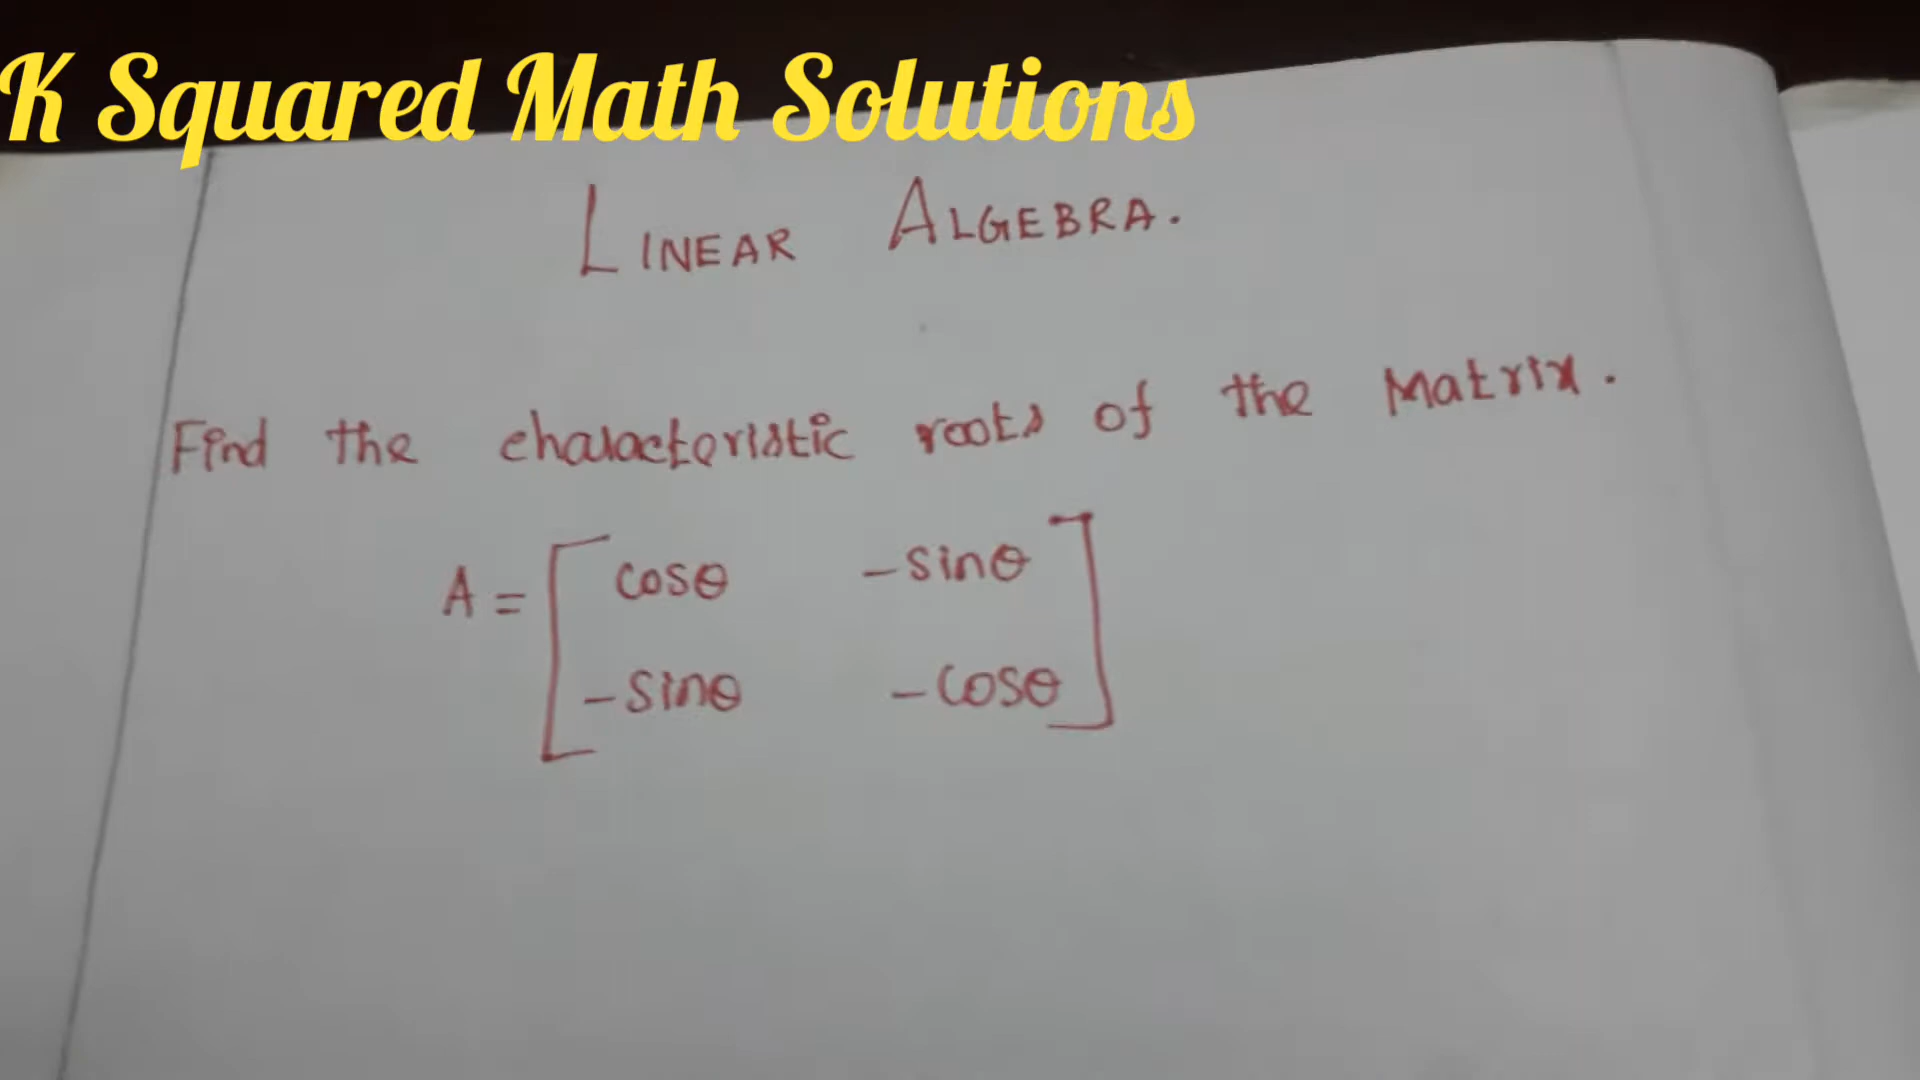 K Squared Math Solutions
LINEAR ALGEBRA.
Find the characteristic roots of the Matrix.
A = [ cosθ -sinθ
-sinθ -cosθ ]